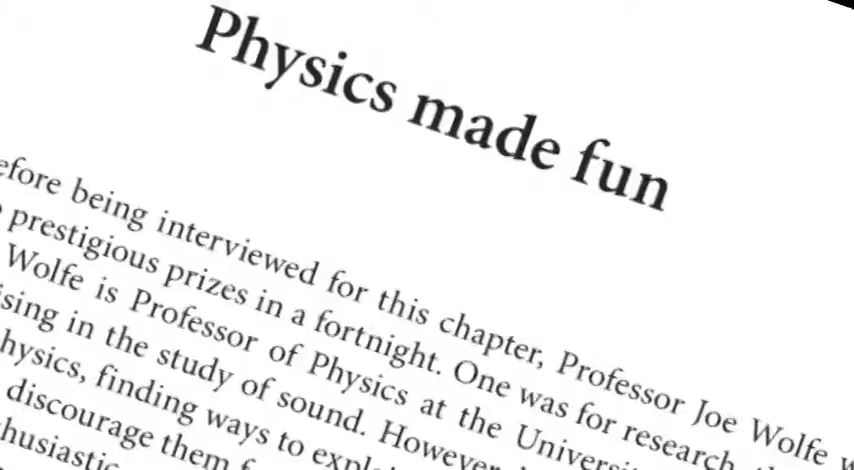 Physics made fun
efore being interviewed for this chapter, Professor Joe Wolfe
prestigious prizes in a fortnight. One was for research
Wolfe is Professor of Physics at the Universi
sing in the study of sound. However
hysics, finding ways to expl
discourage them f
husiastic